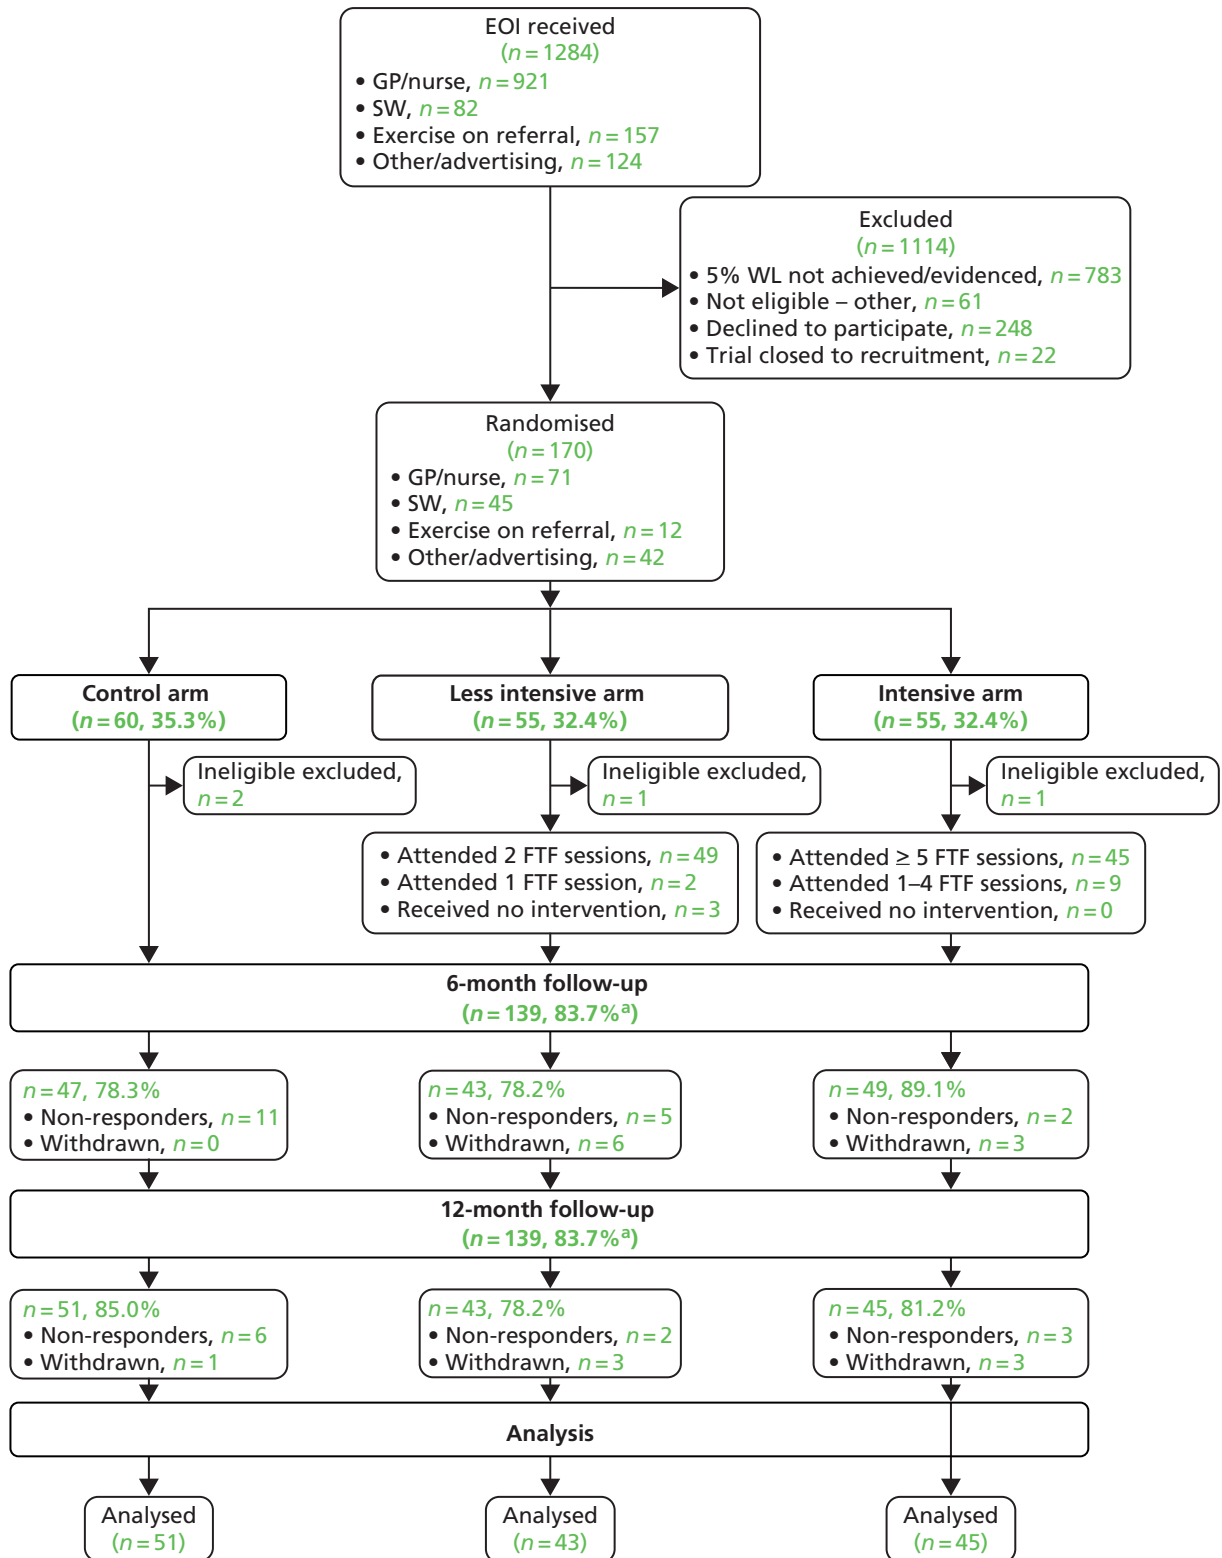 EOI received
(n=1284)
• GP/nurse, n=921
• SW, n=82
• Exercise on referral, n=157
• Other/advertising, n=124
Excluded
(n=1114)
• 5% WL not achieved/evidenced, n=783
• Not eligible – other, n=61
• Declined to participate, n=248
• Trial closed to recruitment, n=22
Randomised
(n=170)
• GP/nurse, n=71
• SW, n=45
• Exercise on referral, n=12
• Other/advertising, n=42
Control arm
(n=60, 35.3%)
Less intensive arm
(n=55, 32.4%)
Intensive arm
(n=55, 32.4%)
Ineligible excluded,
n=2
Ineligible excluded,
n=1
Ineligible excluded,
n=1
• Attended 2 FTF sessions, n=49
• Attended 1 FTF session, n=2
• Received no intervention, n=3
• Attended ≥ 5 FTF sessions, n=45
• Attended 1–4 FTF sessions, n=9
• Received no intervention, n=0
6-month follow-up
(n=139, 83.7%ᵃ)
n=47, 78.3%
• Non-responders, n=11
• Withdrawn, n=0
n=43, 78.2%
• Non-responders, n=5
• Withdrawn, n=6
n=49, 89.1%
• Non-responders, n=2
• Withdrawn, n=3
12-month follow-up
(n=139, 83.7%ᵃ)
n=51, 85.0%
• Non-responders, n=6
• Withdrawn, n=1
n=43, 78.2%
• Non-responders, n=2
• Withdrawn, n=3
n=45, 81.2%
• Non-responders, n=3
• Withdrawn, n=3
Analysis
Analysed
(n=51)
Analysed
(n=43)
Analysed
(n=45)